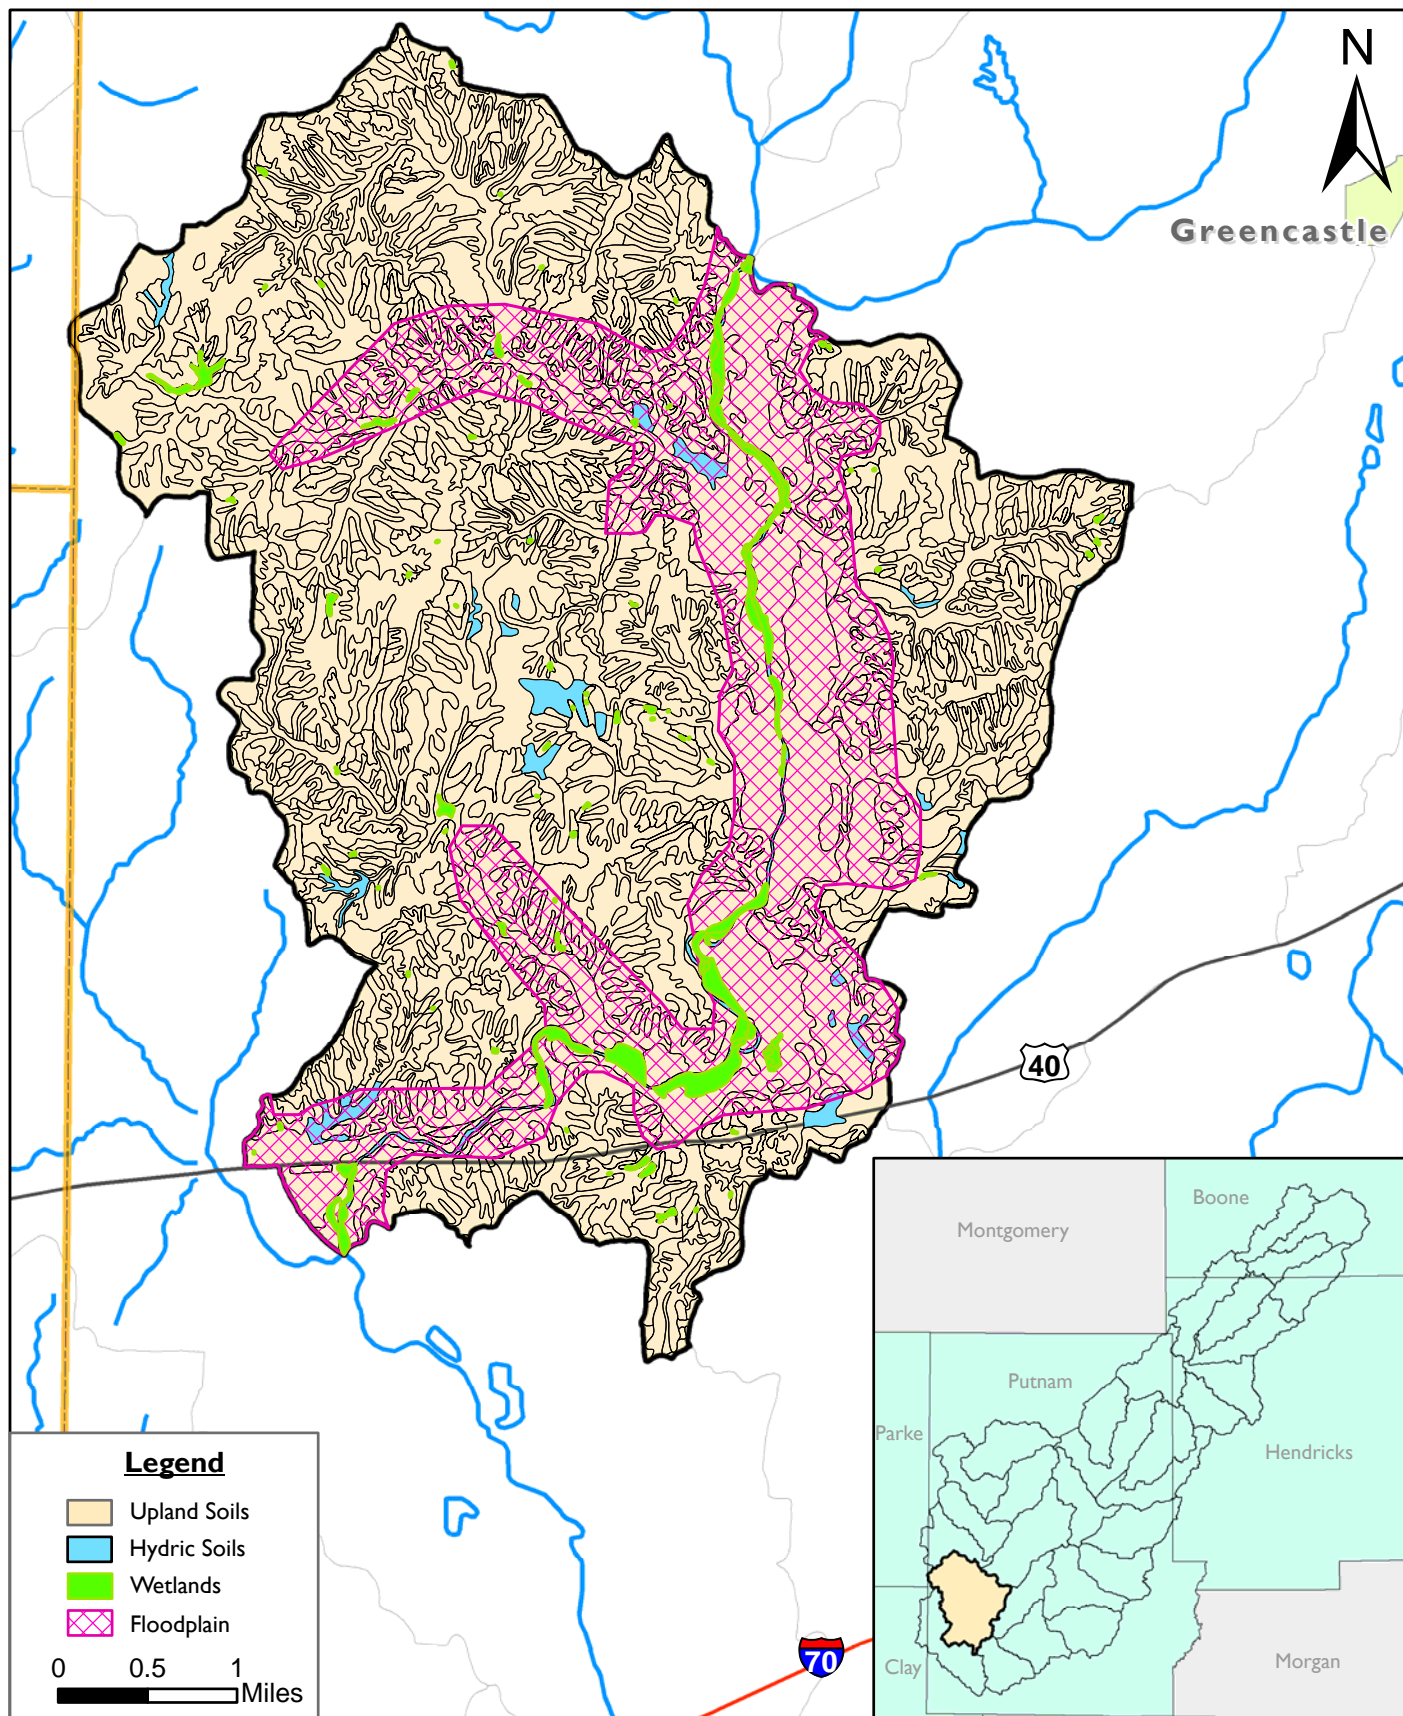 N
Greencastle
40
Boone
Montgomery
Putnam
Parke
Hendricks
Clay
Morgan
Legend
Upland Soils
Hydric Soils
Wetlands
Floodplain
0 0.5 1
Miles
70